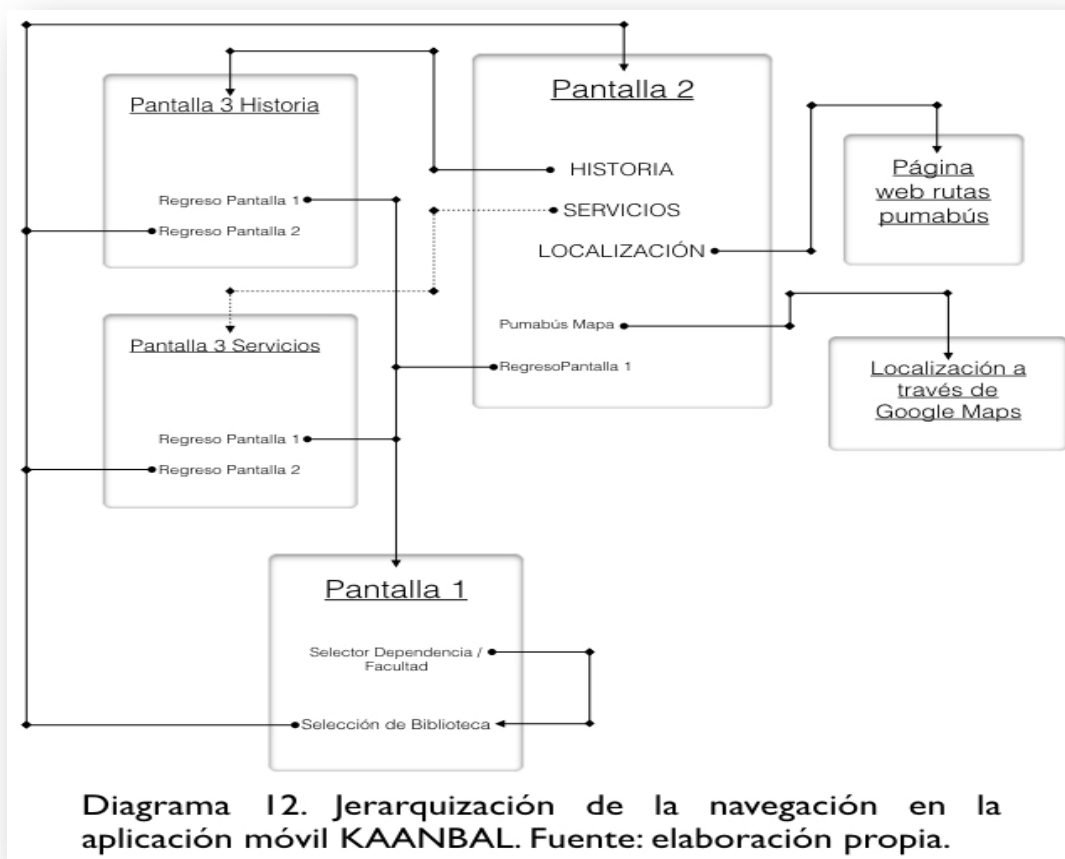 Pantalla 3 Historia
Regreso Pantalla 1
Regreso Pantalla 2
Pantalla 2
HISTORIA
SERVICIOS
LOCALIZACIÓN
Pumabús Mapa
RegresoPantalla 1
Página
web rutas
pumabús
Localización a
través de
Google Maps
Pantalla 3 Servicios
Regreso Pantalla 1
Regreso Pantalla 2
Pantalla 1
Selector Dependencia /
Facultad
Selección de Biblioteca
Diagrama 12. Jerarquización de la navegación en la
aplicación móvil KAANBAL. Fuente: elaboración propia.